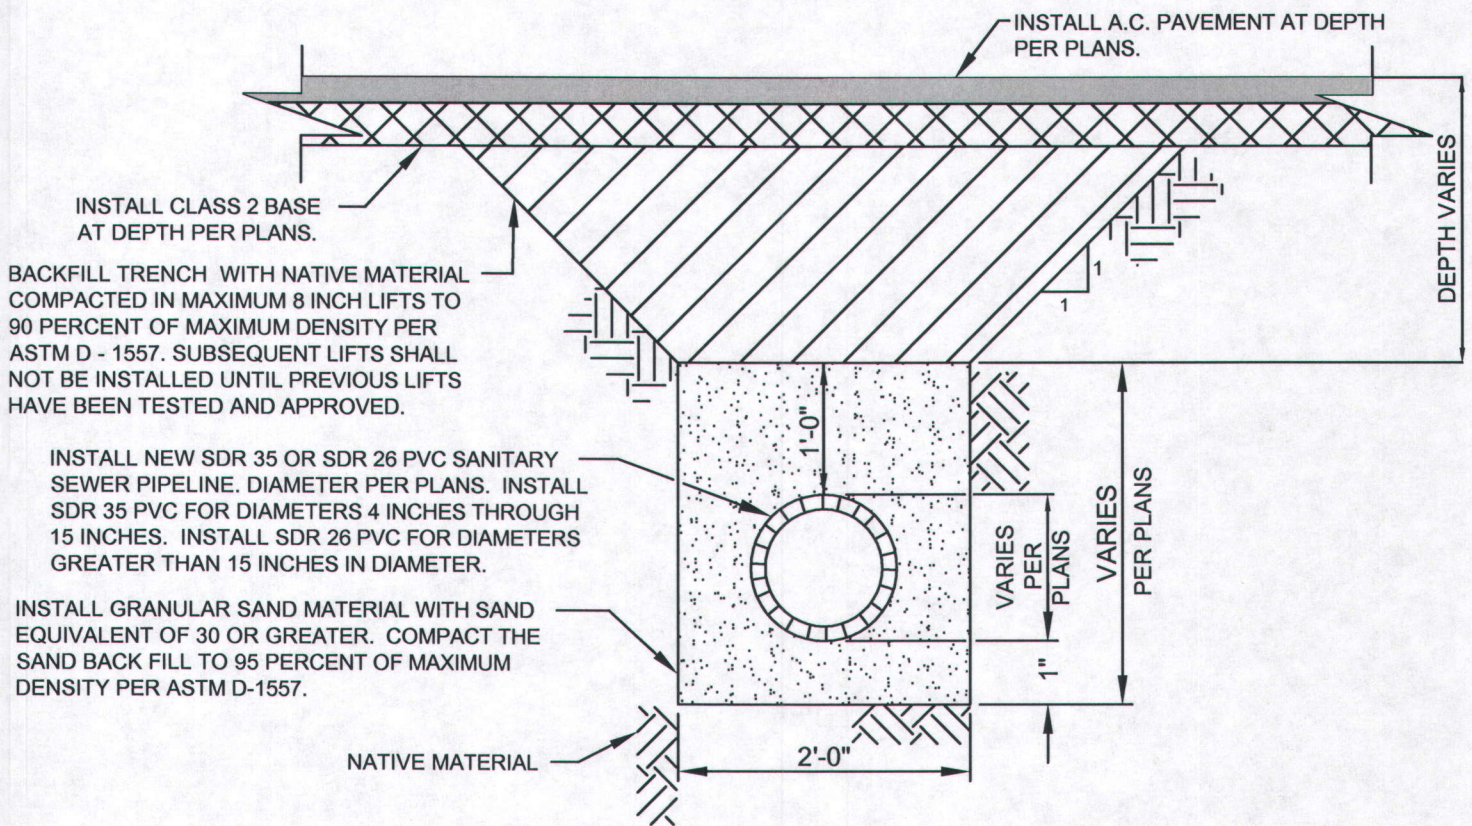 INSTALL A.C. PAVEMENT AT DEPTH
PER PLANS.
DEPTH VARIES
INSTALL CLASS 2 BASE
AT DEPTH PER PLANS.
BACKFILL TRENCH WITH NATIVE MATERIAL
COMPACTED IN MAXIMUM 8 INCH LIFTS TO
90 PERCENT OF MAXIMUM DENSITY PER
ASTM D - 1557. SUBSEQUENT LIFTS SHALL
NOT BE INSTALLED UNTIL PREVIOUS LIFTS
HAVE BEEN TESTED AND APPROVED.
1
1
1'-0"
INSTALL NEW SDR 35 OR SDR 26 PVC SANITARY
SEWER PIPELINE. DIAMETER PER PLANS. INSTALL
SDR 35 PVC FOR DIAMETERS 4 INCHES THROUGH
15 INCHES. INSTALL SDR 26 PVC FOR DIAMETERS
GREATER THAN 15 INCHES IN DIAMETER.
VARIES
PER
PLANS
VARIES
PER PLANS
INSTALL GRANULAR SAND MATERIAL WITH SAND
EQUIVALENT OF 30 OR GREATER. COMPACT THE
SAND BACK FILL TO 95 PERCENT OF MAXIMUM
DENSITY PER ASTM D-1557.
1"
NATIVE MATERIAL
2'-0"